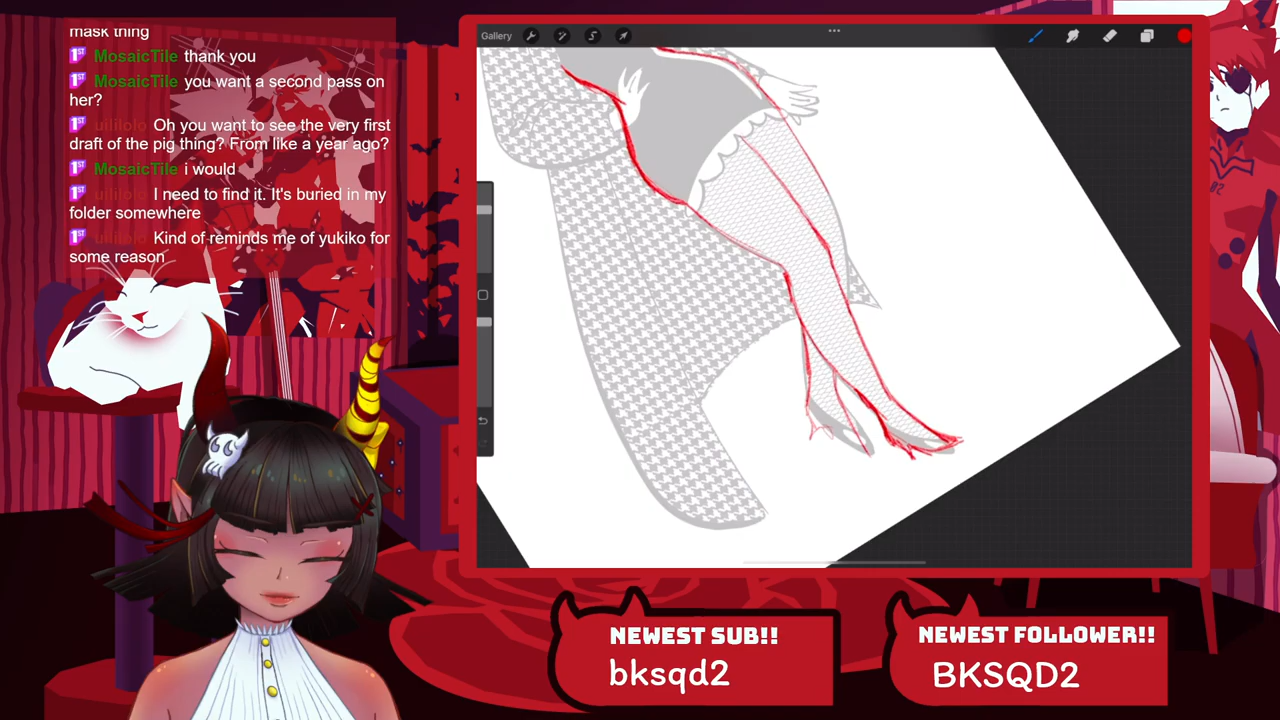 mask thing
MosaicTile thank you
MosaicTile you want a second pass on
her?
uililolo Oh you want to see the very first
draft of the pig thing? From like a year ago?
MosaicTile i would
uililolo I need to find it. It's buried in my
folder somewhere
uililolo Kind of reminds me of yukiko for
some reason
Gallery
NEWEST SUB!!
bksqd2
NEWEST FOLLOWER!!
BKSQD2